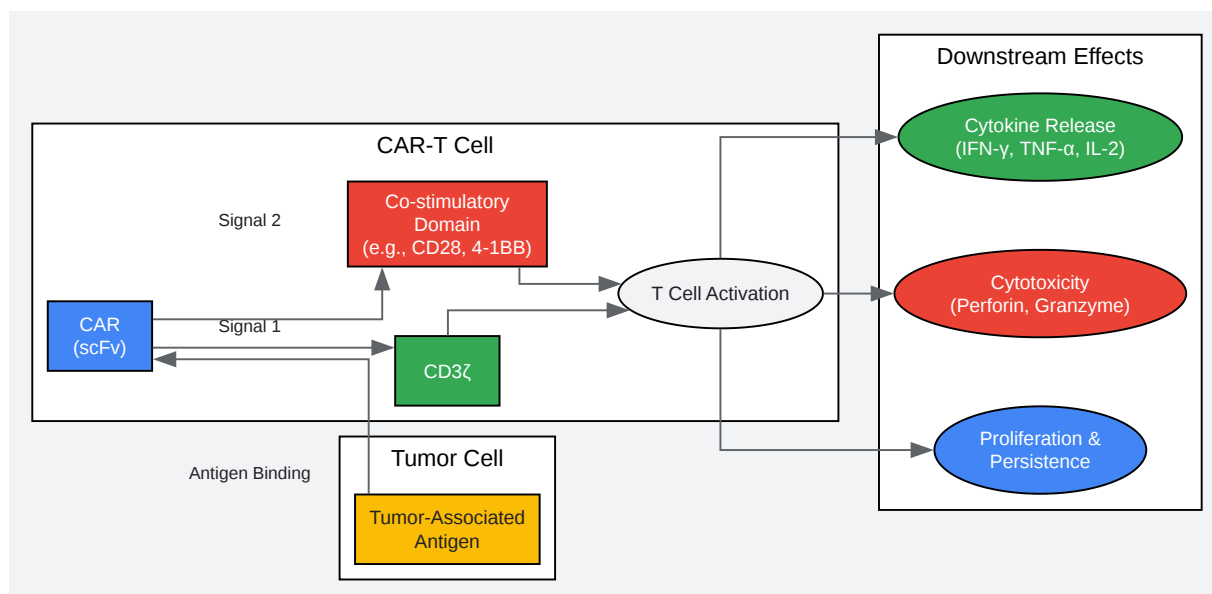 Downstream Effects
Cytokine Release
(IFN-γ, TNF-α, IL-2)
CAR-T Cell
Co-stimulatory
Domain
(e.g., CD28, 4-1BB)
Signal 2
T Cell Activation
Cytotoxicity
(Perforin, Granzyme)
CAR
(scFv)
Signal 1
CD3ζ
Proliferation &
Persistence
Tumor Cell
Antigen Binding
Tumor-Associated
Antigen